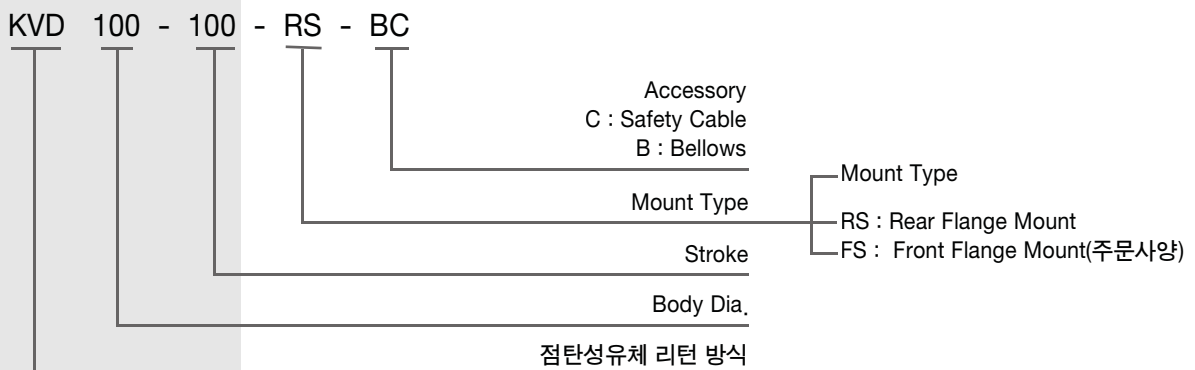 KVD 100 - 100 - RS - BC
Accessory
C : Safety Cable
B : Bellows
Mount Type
Mount Type
RS : Rear Flange Mount
FS : Front Flange Mount(주문사양)
Stroke
Body Dia.
점탄성유체 리턴 방식